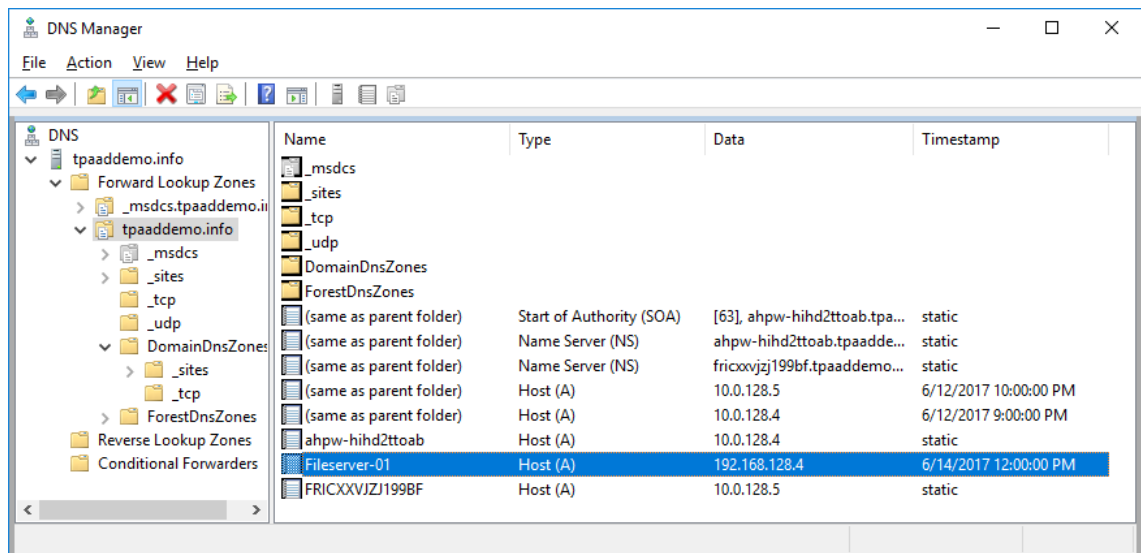 DNS Manager
File Action View Help
DNS
tpaaddemo.info
Forward Lookup Zones
_msdcs.tpaaddemo.in
tpaaddemo.info
_msdcs
_sites
_tcp
_udp
DomainDnsZones
_sites
_tcp
ForestDnsZones
Reverse Lookup Zones
Conditional Forwarders
Name Type Data Timestamp
_msdcs
_sites
_tcp
_udp
DomainDnsZones
ForestDnsZones
(same as parent folder) Start of Authority (SOA) [63], ahpw-hihd2ttoab.tpa... static
(same as parent folder) Name Server (NS) ahpw-hihd2ttoab.tpaadde... static
(same as parent folder) Name Server (NS) fricxxvjzj199bf.tpaaddemo... static
(same as parent folder) Host (A) 10.0.128.5 6/12/2017 10:00:00 PM
(same as parent folder) Host (A) 10.0.128.4 6/12/2017 9:00:00 PM
ahpw-hihd2ttoab Host (A) 10.0.128.4 static
Fileserver-01 Host (A) 192.168.128.4 6/14/2017 12:00:00 PM
FRICXXVJZJ199BF Host (A) 10.0.128.5 static